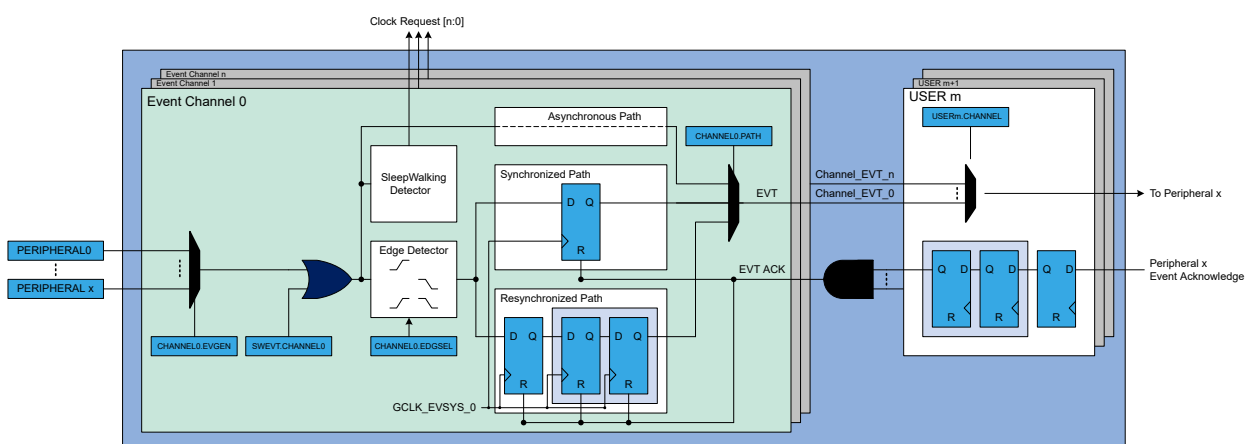 Clock Request [n:0]
Event Channel n
Event Channel 1
Event Channel 0
USER m+1
USER m
Asynchronous Path
CHANNEL0.PATH
USERm.CHANNEL
SleepWalking
Detector
Synchronized Path
D Q
R
EVT
Channel_EVT_n
Channel_EVT_0
To Peripheral x
PERIPHERAL0
PERIPHERAL x
Edge Detector
EVT ACK
Q D
R
Q D
R
Q D
R
Peripheral x
Event Acknowledge
Resynchronized Path
D Q
R
D Q
R
D Q
R
CHANNEL0.EVGEN
SWEVT.CHANNEL0
CHANNEL0.EDGSEL
GCLK_EVSYS_0